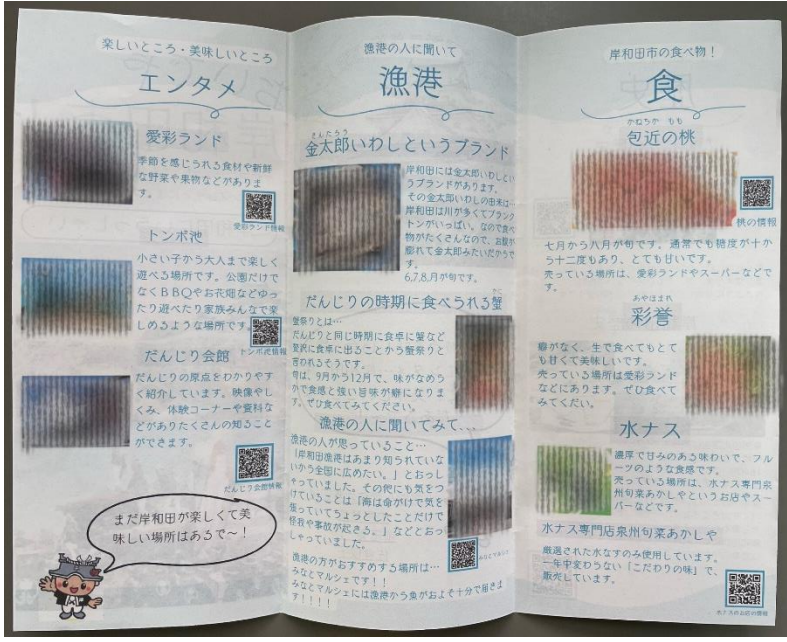 楽しいところ・美味しいところ
エンタメ
愛彩ランド
季節を感じられる食材や新鮮
な野菜や果物などがありま
す。
愛彩ランド情報
トンボ池
小さい子から大人まで楽しく
遊べる場所です。公園だけで
なくBBQやお花畑などゆっ
たり遊べたり家族みんなで楽
しめるような場所です。
トンボ池情報
だんじり会館
だんじりの原点をわかりやす
く紹介しています。映像やし
くみ、体験コーナーや資料な
どがありたくさんの知ること
ができます。
だんじり会館情報
まだ岸和田が楽しくて美
味しい場所はあるで〜！
漁港の人に聞いて
漁港
きんたろう
金太郎いわしというブランド
岸和田には金太郎いわしとい
うブランドがあります。
その金太郎いわしの由来は…
岸和田は川が多くてプランク
トンがいっぱい、なので食べ
物がたくさんなので、お腹が
膨れて金太郎みたいだからで
す。
6,7,8,月が旬です。
だんじりの時期に食べられる蟹
蟹祭りとは…
だんじりと同じ時期に食卓に蟹など
贅沢に食卓に出ることから蟹祭りと
言われるそうです。
旬は、9月から12月で、味がなめら
かで食感と強い旨味が癖になりま
す。ぜひ食べてみてください。
漁港の人に聞いてみて、、、
漁港の人が思っていること…
「岸和田漁港はあまり知られていな
いから全国に広めたい。」とおっし
ゃっていました。その他にも気をつ
けていることは「海は命がけで気を
張っていてちょっとしたことだけで
怪我や事故が起きる。」などとおっ
しゃっていました。
みなとマルシェ
漁港の方がおすすめする場所は…
みなとマルシェです！！
みなとマルシェには漁港から魚がおよそ十分で届きま
す！！！！
岸和田市の食べ物！
食
かねちか もも
包近の桃
桃の情報
七月から八月が旬です。通常でも糖度が十か
ら十二度もあり、とても甘いです。
売っている場所は、愛彩ランドやスーパーなどで
す。
あやほまれ
彩誉
癖がなく、生で食べてもとて
も甘くて美味しいです。
売っている場所は愛彩ランド
などにあります。ぜひ食べて
みてくだい。
水ナス
濃厚で甘みのある味わいで、フル
ーツのような食感です。
売っている場所は、水ナス専門泉
州旬菜あかしやというお店やスー
パーなどです。
水ナス専門店泉州旬菜あかしや
厳選された水なすのみ使用しています。
一年中変わらない「こだわりの味」で、
販売しています。
水ナスのお店の情報